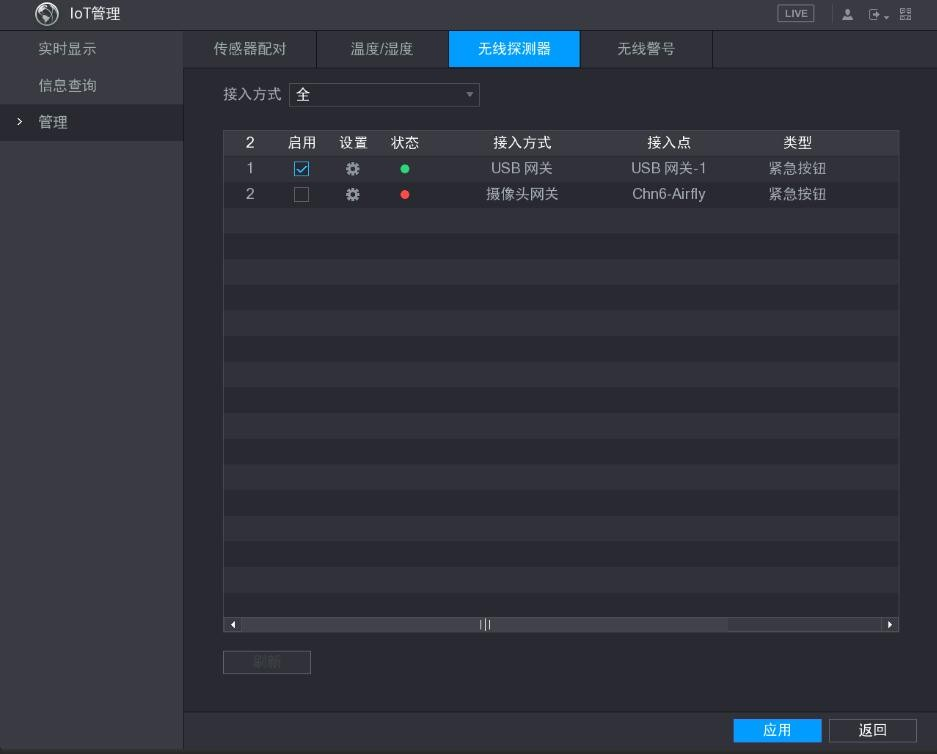 IoT管理 LIVE
实时显示
信息查询
管理
传感器配对 温度/湿度 无线探测器 无线警号
接入方式 全
2 启用 设置 状态 接入方式 接入点 类型
1 USB 网关 USB 网关-1 紧急按钮
2 摄像头网关 Chn6-Airfly 紧急按钮
刷新
应用 返回